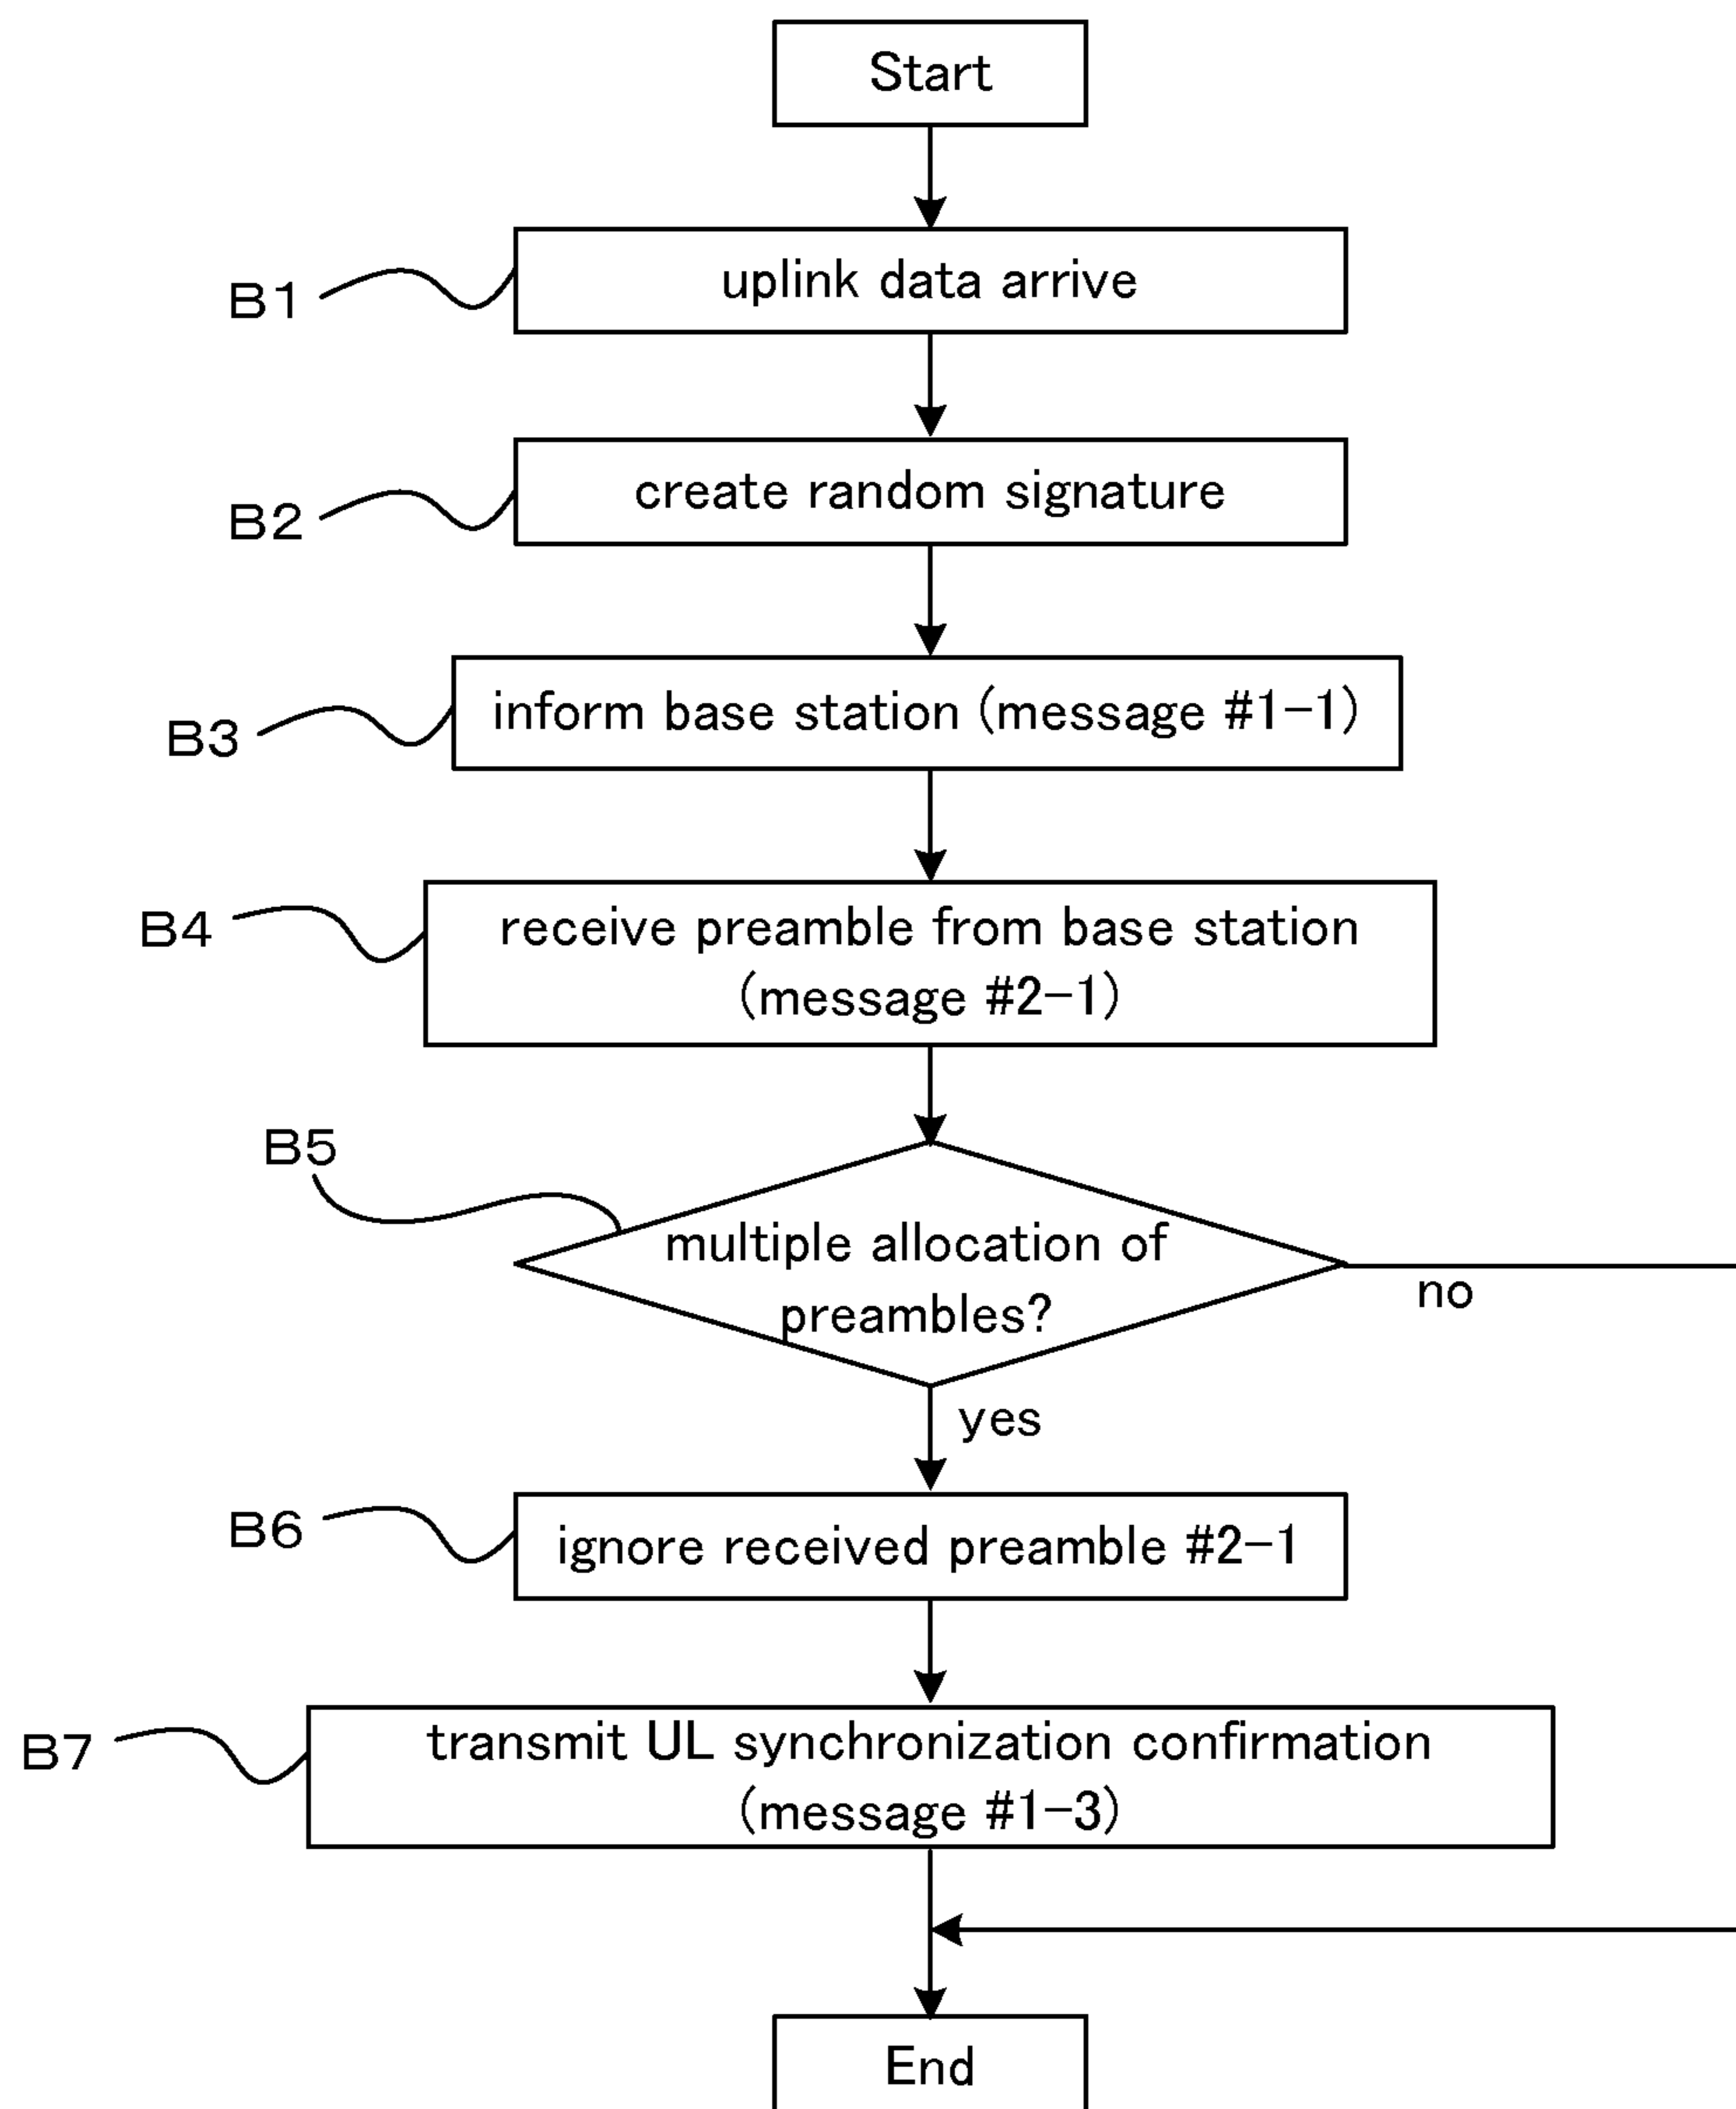 Start
B1
uplink data arrive
B2
create random signature
B3
inform base station (message #1-1)
B4
receive preamble from base station
(message #2-1)
B5
multiple allocation of
preambles?
no
yes
B6
ignore received preamble #2-1
B7
transmit UL synchronization confirmation
(message #1-3)
End